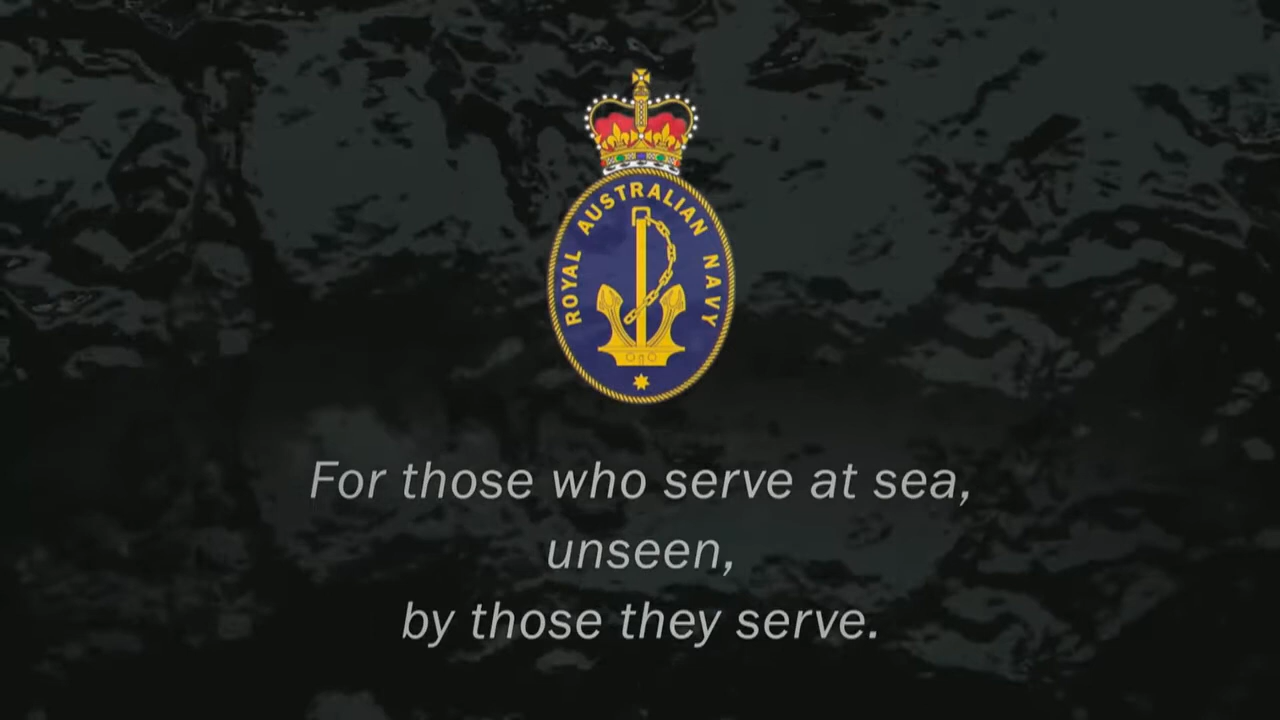 ROYAL AUSTRALIAN NAVY
For those who serve at sea,
unseen,
by those they serve.